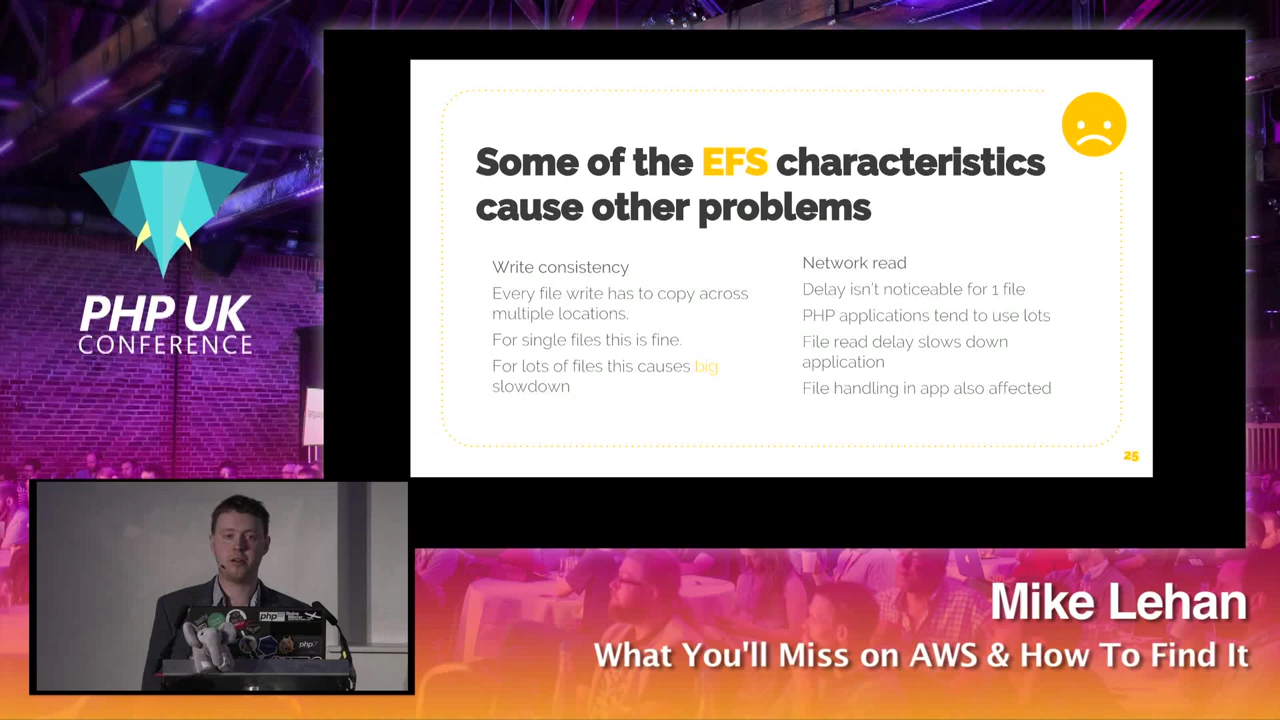 PHP UK
CONFERENCE
Some of the EFS characteristics
cause other problems
Write consistency
Every file write has to copy across
multiple locations.
For single files this is fine.
For lots of files this causes big
slowdown
Network read
Delay isn't noticeable for 1 file
PHP applications tend to use lots
File read delay slows down
application
File handling in app also affected
25
php
php
Mike Lehan
What You'll Miss on AWS & How To Find It